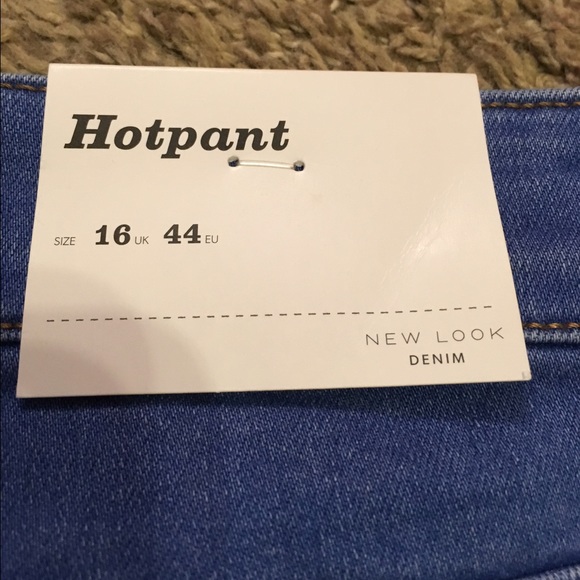 Hotpant
SIZE 16 UK 44 EU
NEW LOOK
DENIM